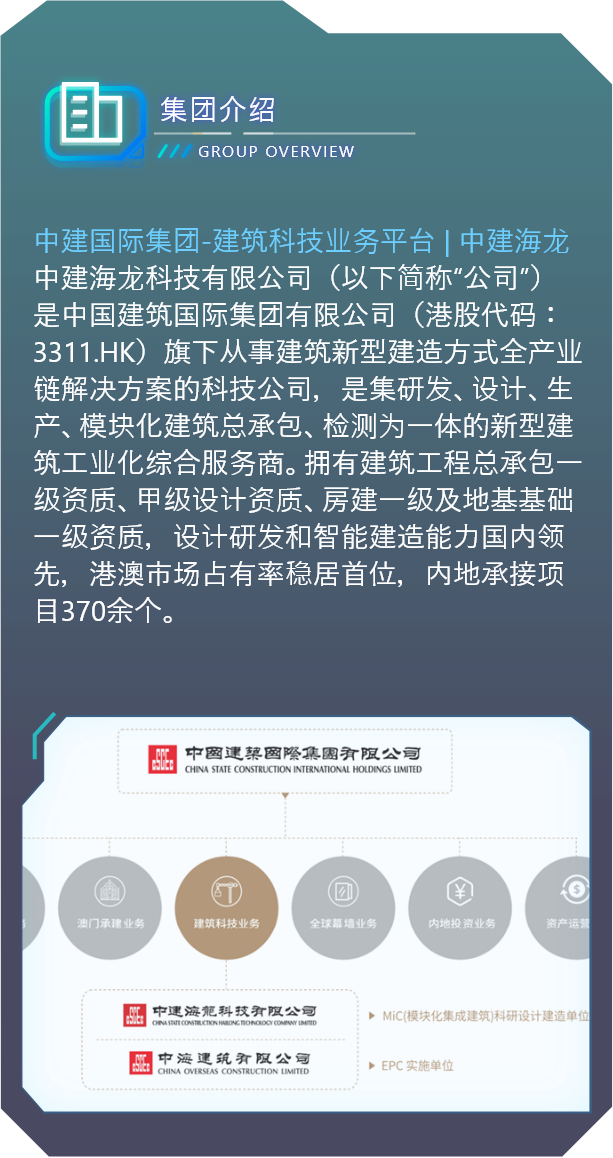 集团介绍
GROUP OVERVIEW
中建国际集团-建筑科技业务平台 | 中建海龙
中建海龙科技有限公司（以下简称“公司”）
是中国建筑国际集团有限公司（港股代码：
3311.HK）旗下从事建筑新型建造方式全产业
链解决方案的科技公司，是集研发、设计、生
产、模块化建筑总承包、检测为一体的新型建
筑工业化综合服务商。拥有建筑工程总承包一
级资质、甲级设计资质、房建一级及地基基础
一级资质，设计研发和智能建造能力国内领
先，港澳市场占有率稳居首位，内地承接项
目370余个。
中國建築國際集團有限公司
CHINA STATE CONSTRUCTION INTERNATIONAL HOLDINGS LIMITED
务 澳门承建业务 建筑科技业务 全球幕墙业务 内地投资业务 资产运营
中建海龍科技有限公司
CHINA STATE CONSTRUCTION HAILONG TECHNOLOGY COMPANY LIMITED
MiC(模块化集成建筑)科研设计建造单位
中海建筑有限公司
CHINA OVERSEAS CONSTRUCTION LIMITED
EPC 实施单位